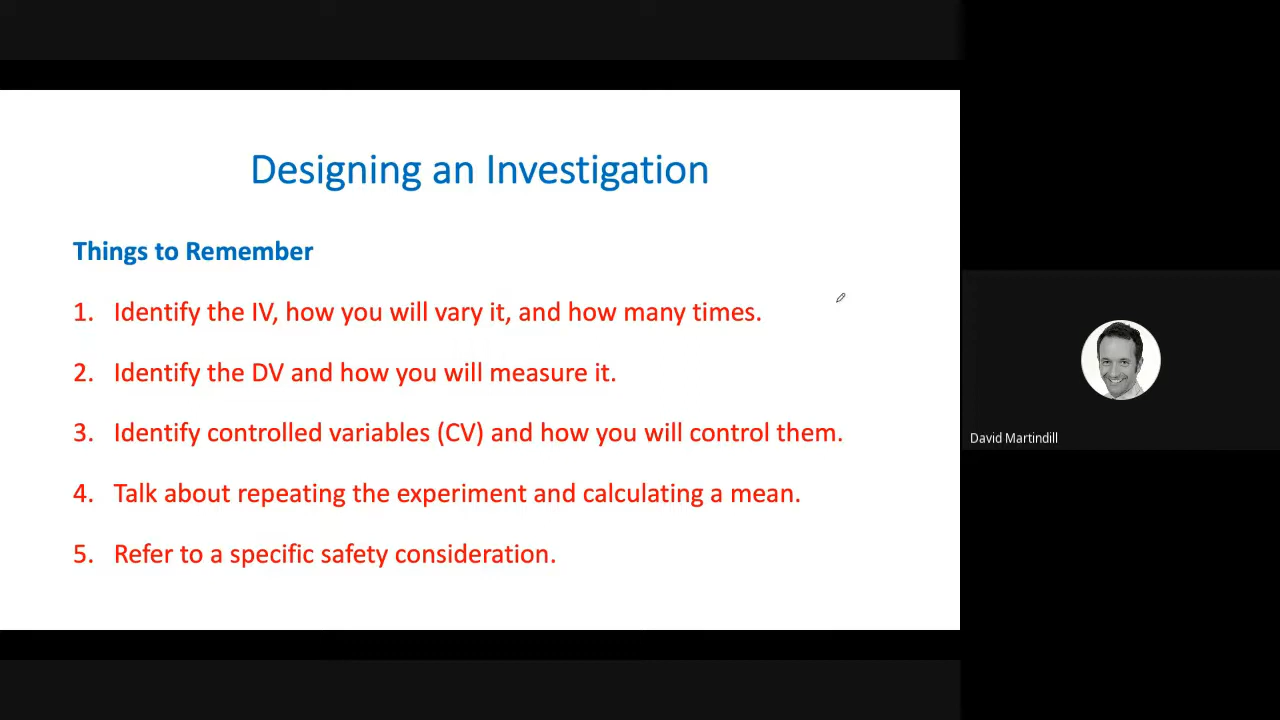 Designing an Investigation
Things to Remember
1. Identify the IV, how you will vary it, and how many times.
2. Identify the DV and how you will measure it.
3. Identify controlled variables (CV) and how you will control them.
4. Talk about repeating the experiment and calculating a mean.
5. Refer to a specific safety consideration.
David Martindill